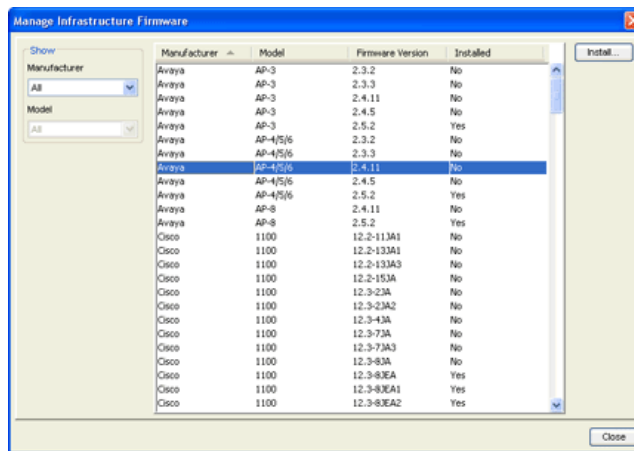 Manage Infrastructure Firmware
Show
Manufacturer
All
Model
All
Manufacturer Model Firmware Version Installed
Install...
Avaya AP-3 2.3.2 No
Avaya AP-3 2.3.3 No
Avaya AP-3 2.4.11 No
Avaya AP-3 2.4.5 No
Avaya AP-3 2.5.2 Yes
Avaya AP-4/5/6 2.3.2 No
Avaya AP-4/5/6 2.3.3 No
Avaya AP-4/5/6 2.4.11 No
Avaya AP-4/5/6 2.4.5 No
Avaya AP-4/5/6 2.5.2 Yes
Avaya AP-8 2.4.11 No
Avaya AP-8 2.5.2 Yes
Cisco 1100 12.2-11JA1 No
Cisco 1100 12.2-13JA1 No
Cisco 1100 12.2-13JA3 No
Cisco 1100 12.2-15JA No
Cisco 1100 12.3-2JA No
Cisco 1100 12.3-2JA2 No
Cisco 1100 12.3-4JA No
Cisco 1100 12.3-7JA No
Cisco 1100 12.3-7JA3 No
Cisco 1100 12.3-8JA No
Cisco 1100 12.3-8JEA Yes
Cisco 1100 12.3-8JEA1 Yes
Cisco 1100 12.3-8JEA2 Yes
Close